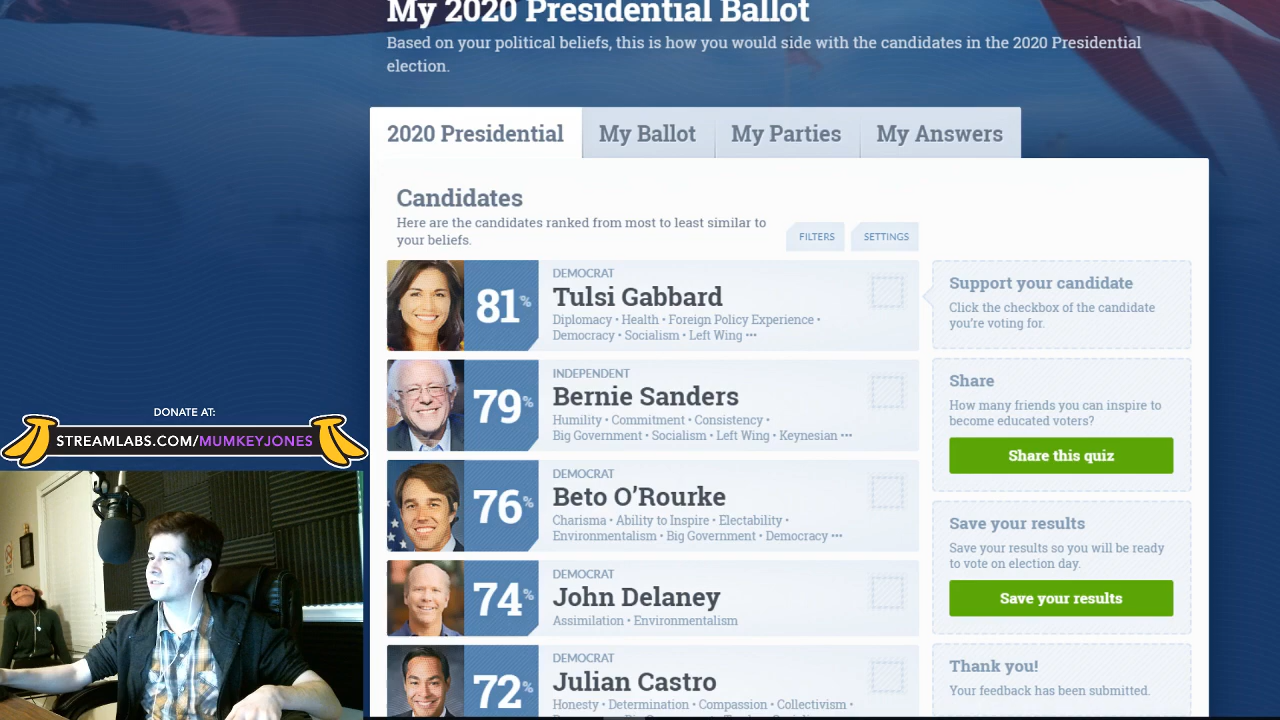 My 2020 Presidential Ballot
Based on your political beliefs, this is how you would side with the candidates in the 2020 Presidential
election.
2020 Presidential My Ballot My Parties My Answers
Candidates
Here are the candidates ranked from most to least similar to
your beliefs.
FILTERS SETTINGS
DEMOCRAT
81%
Tulsi Gabbard
Diplomacy • Health • Foreign Policy Experience •
Democracy • Socialism • Left Wing •••
Support your candidate
Click the checkbox of the candidate
you're voting for.
INDEPENDENT
79%
Bernie Sanders
Humility • Commitment • Consistency •
Big Government • Socialism • Left Wing • Keynesian •••
Share
How many friends you can inspire to
become educated voters?
Share this quiz
DONATE AT:
STREAMLABS.COM/MUMKEYJONES
DEMOCRAT
76%
Beto O'Rourke
Charisma • Ability to Inspire • Electability •
Environmentalism • Big Government • Democracy •••
Save your results
Save your results so you will be ready
to vote on election day.
Save your results
DEMOCRAT
74%
John Delaney
Assimilation • Environmentalism
DEMOCRAT
72%
Julian Castro
Honesty • Determination • Compassion • Collectivism •
Thank you!
Your feedback has been submitted.